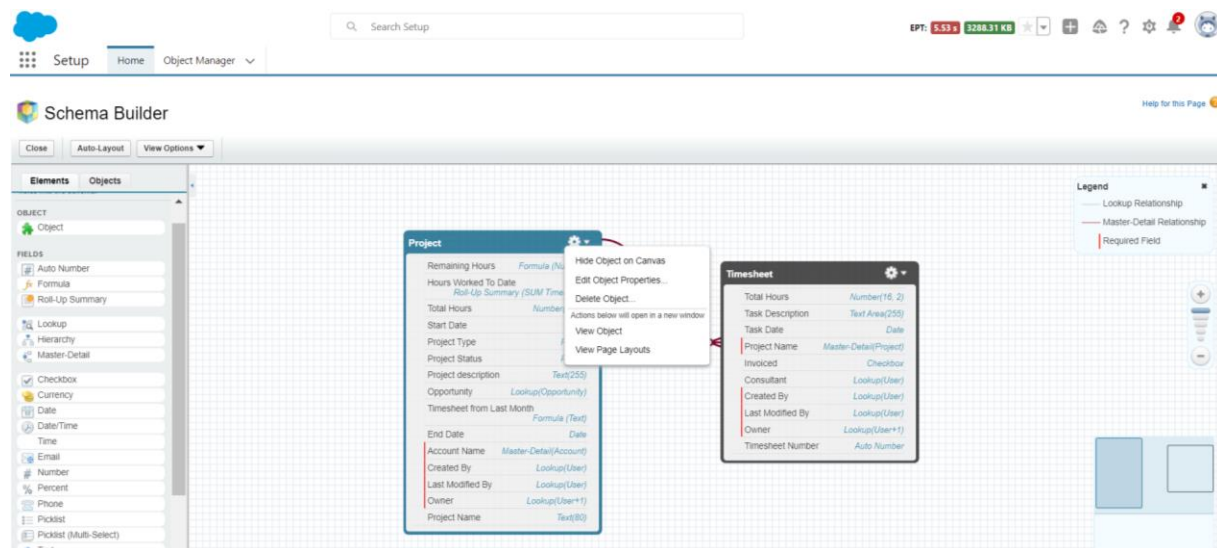 Search Setup
EPT: 5.53 s 3288.31 KB
2
Setup Home Object Manager
Schema Builder
Help for this Page
Close Auto-Layout View Options
Elements Objects
OBJECT
Object
FIELDS
Auto Number
Formula
Roll-Up Summary
Lookup
Hierarchy
Master-Detail
Checkbox
Currency
Date
Date/Time
Time
Email
Number
Percent
Phone
Picklist
Picklist (Multi-Select)
Project
Remaining Hours Formula (Nu
Hours Worked To Date
Roll-Up Summary (SUM Time
Total Hours Number
Start Date
Project Type
Project Status
Project description Text(255)
Opportunity Lookup(Opportunity)
Timesheet from Last Month
Formula (Text)
End Date Date
Account Name Master-Detail(Account)
Created By Lookup(User)
Last Modified By Lookup(User)
Owner Lookup(User+1)
Project Name Text(80)
Hide Object on Canvas
Edit Object Properties...
Delete Object...
Actions below will open in a new window
View Object
View Page Layouts
Timesheet
Total Hours Number(16, 2)
Task Description Text Area(255)
Task Date Date
Project Name Master-Detail(Project)
Invoiced Checkbox
Consultant Lookup(User)
Created By Lookup(User)
Last Modified By Lookup(User)
Owner Lookup(User+1)
Timesheet Number Auto Number
Legend
Lookup Relationship
Master-Detail Relationship
Required Field